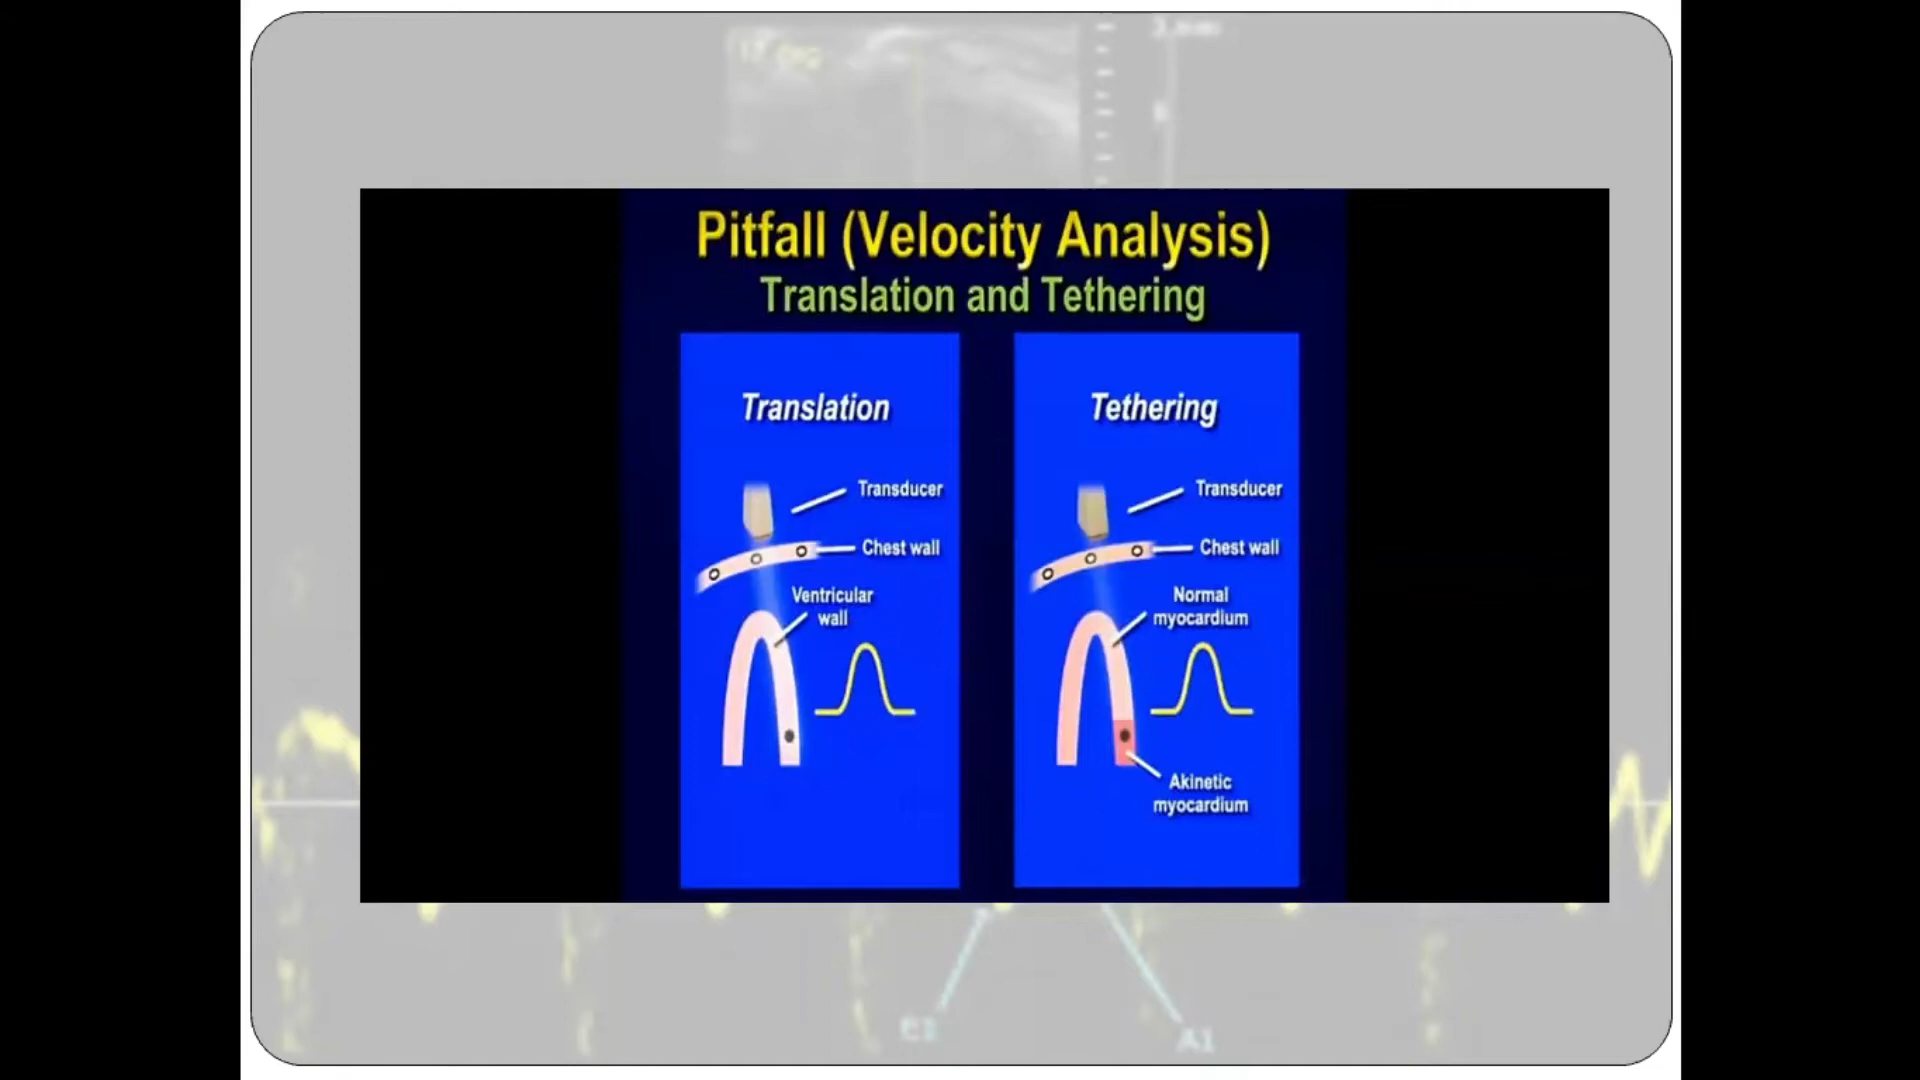 Pitfall (Velocity Analysis)
Translation and Tethering
Translation
Transducer
Chest wall
Ventricular
wall
Tethering
Transducer
Chest wall
Normal
myocardium
Akinetic
myocardium
A1